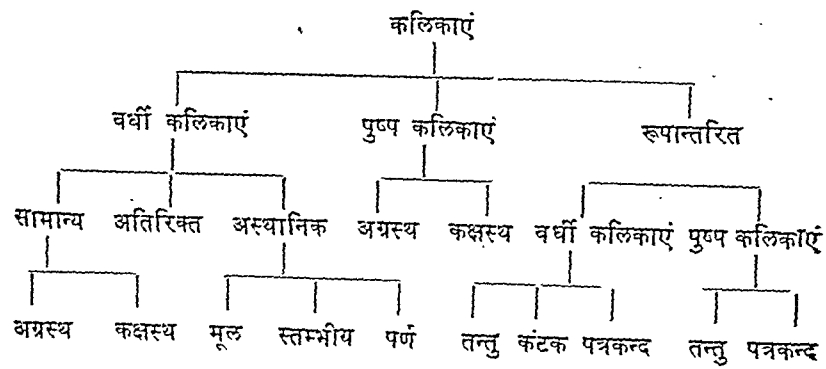 कलिकाएं
वर्धी कलिकाएं पुष्प कलिकाएं रूपान्तरित
सामान्य अतिरिक्त अस्थानिक अग्रस्थ कक्षस्थ वर्धी कलिकाएं पुष्प कलिकाएं
अग्रस्थ कक्षस्थ मूल स्तम्भीय पर्ण तन्तु कंटक पत्रकन्द तन्तु पत्रकन्द